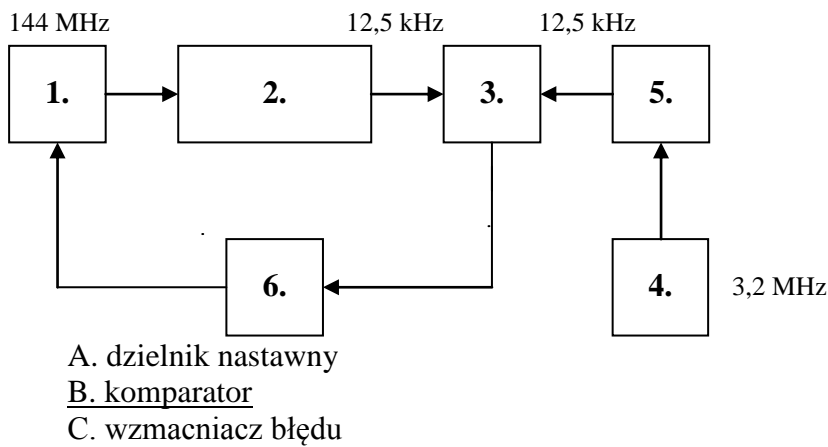 144 MHz 12,5 kHz 12,5 kHz
1. 2. 3. 5.
6. 4. 3,2 MHz
A. dzielnik nastawny
B. komparator
C. wzmacniacz błędu